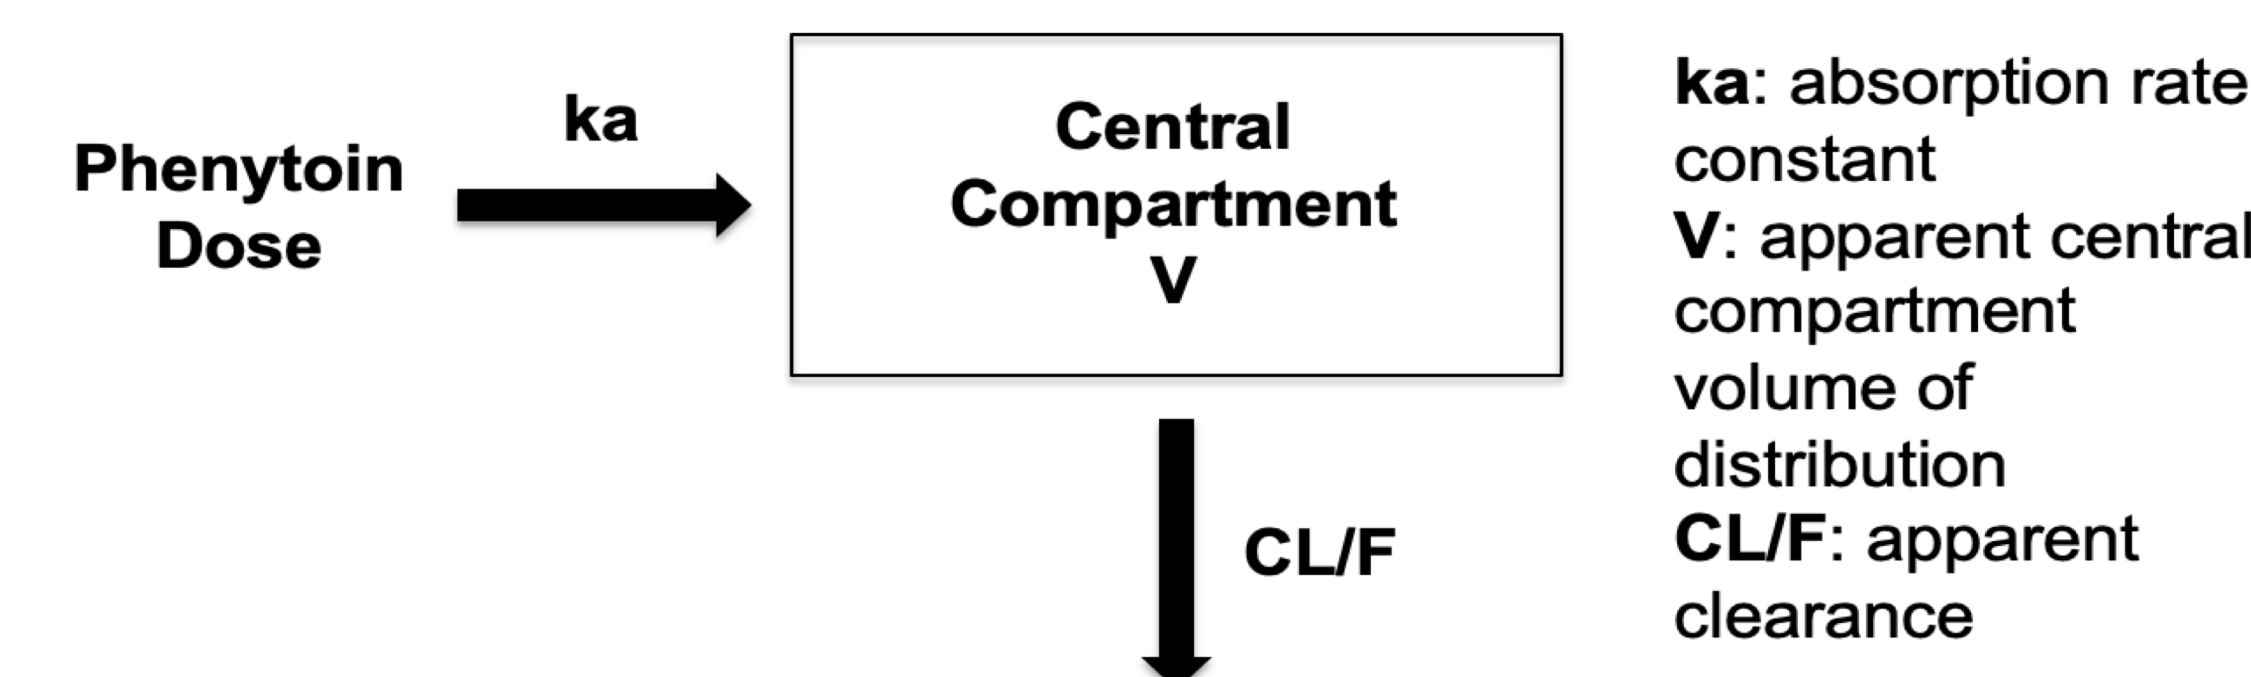 Phenytoin
Dose
ka
Central
Compartment
V
CL/F
ka: absorption rate
constant
V: apparent central
compartment
volume of
distribution
CL/F: apparent
clearance